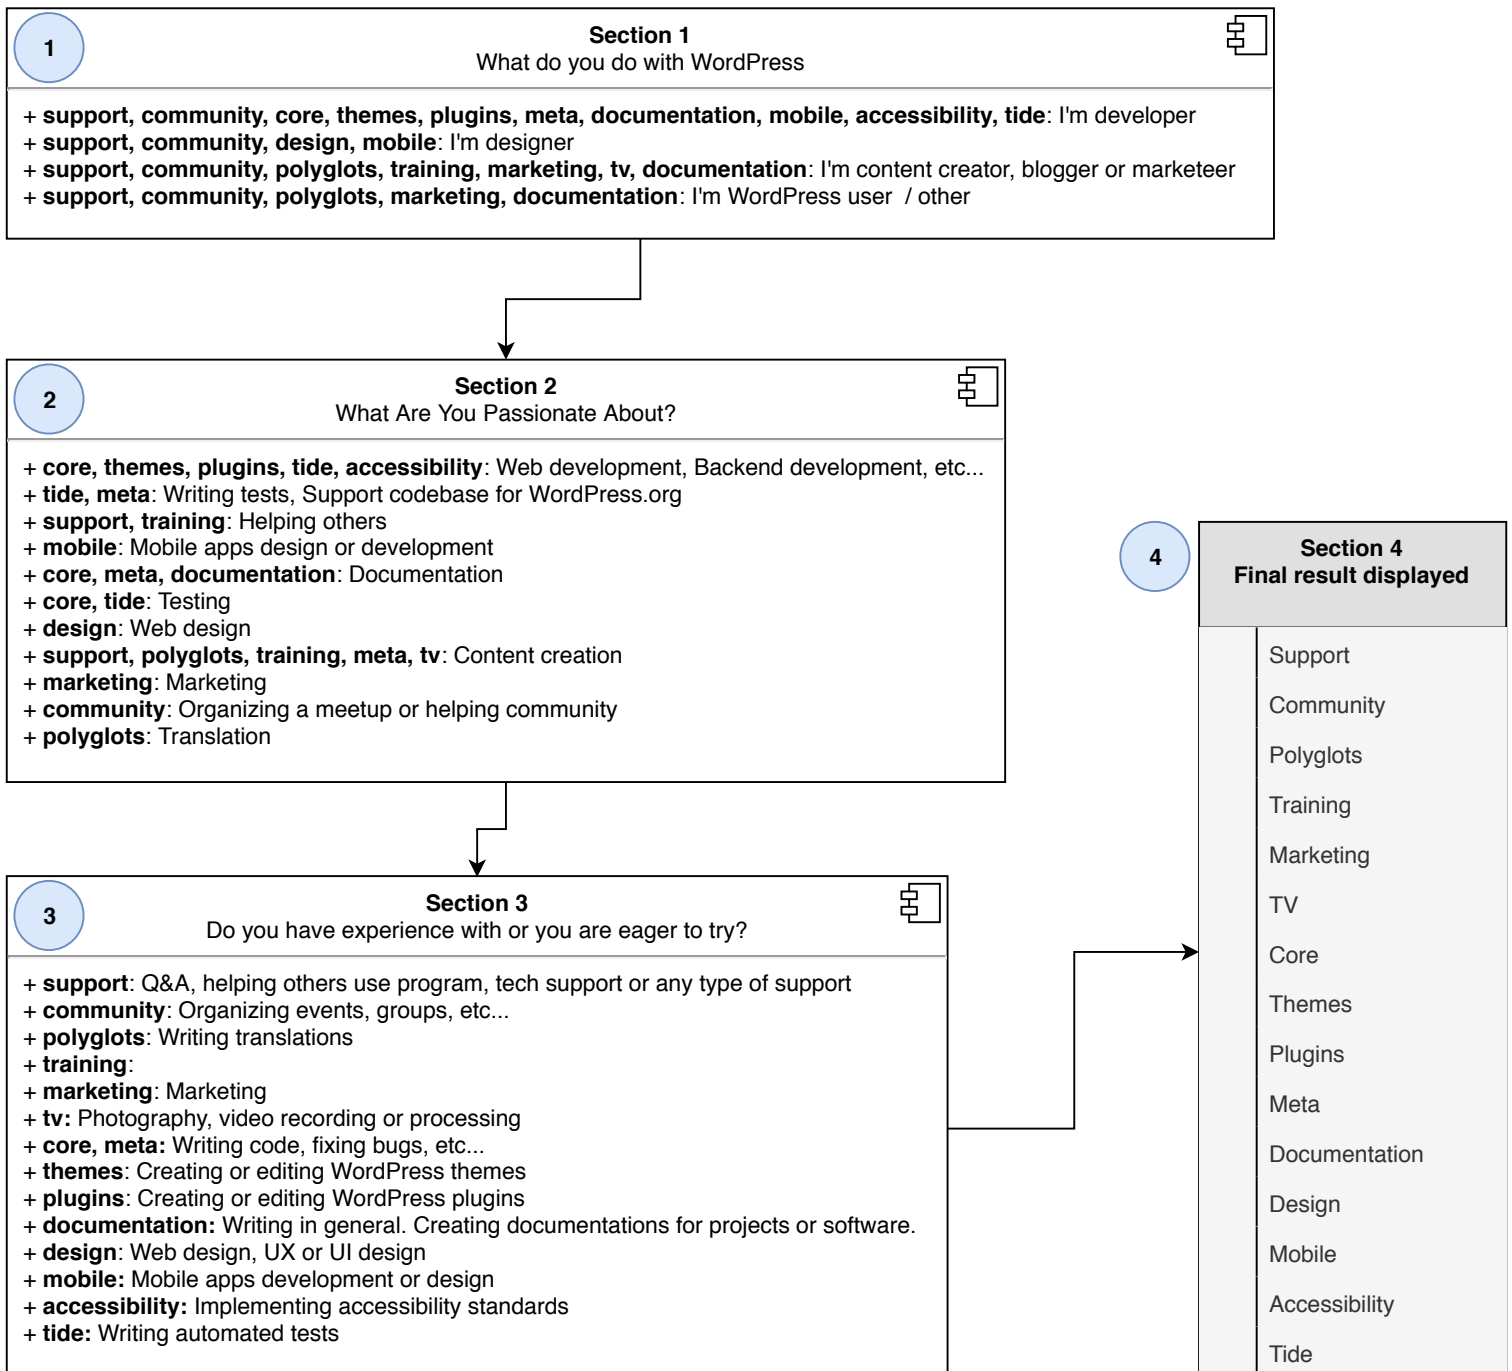 1
Section 1
What do you do with WordPress
+ support, community, core, themes, plugins, meta, documentation, mobile, accessibility, tide: I'm developer
+ support, community, design, mobile: I'm designer
+ support, community, polyglots, training, marketing, tv, documentation: I'm content creator, blogger or marketeer
+ support, community, polyglots, marketing, documentation: I'm WordPress user / other
2
Section 2
What Are You Passionate About?
+ core, themes, plugins, tide, accessibility: Web development, Backend development, etc...
+ tide, meta: Writing tests, Support codebase for WordPress.org
+ support, training: Helping others
+ mobile: Mobile apps design or development
+ core, meta, documentation: Documentation
+ core, tide: Testing
+ design: Web design
+ support, polyglots, training, meta, tv: Content creation
+ marketing: Marketing
+ community: Organizing a meetup or helping community
+ polyglots: Translation
3
Section 3
Do you have experience with or you are eager to try?
+ support: Q&A, helping others use program, tech support or any type of support
+ community: Organizing events, groups, etc...
+ polyglots: Writing translations
+ training:
+ marketing: Marketing
+ tv: Photography, video recording or processing
+ core, meta: Writing code, fixing bugs, etc...
+ themes: Creating or editing WordPress themes
+ plugins: Creating or editing WordPress plugins
+ documentation: Writing in general. Creating documentations for projects or software.
+ design: Web design, UX or UI design
+ mobile: Mobile apps development or design
+ accessibility: Implementing accessibility standards
+ tide: Writing automated tests
4
Section 4
Final result displayed
Support
Community
Polyglots
Training
Marketing
TV
Core
Themes
Plugins
Meta
Documentation
Design
Mobile
Accessibility
Tide